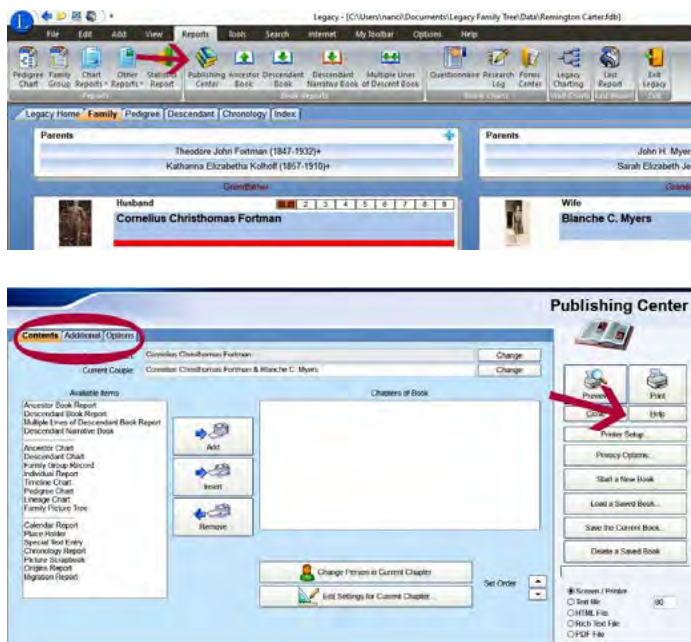 Legacy - [C:\Users\nanci\Documents\Legacy Family Tree\Data\Remington Carter.fdb]
File Edit Add View Reports Tools Search Internet My Toolbar Options Help
Pedigree Chart
Family Group
Chart Reports
Other Reports
Statistics Report
Publishing Center
Ancestor Book
Descendant Book
Descendant Narrative Book
Multiple Lines of Descent Book
Questionnaire
Research Log
Forms Center
Legacy Charting
Last Report
Exit Legacy
Legacy Home Family Pedigree Descendant Chronology Index
Parents
Theodore John Fortman (1847-1932)+
Katharina Elizabetha Kolholl (1857-1910)+
Grandfather
Husband 2 3 4 5 6 7 8 9
Cornelius Christhomas Fortman
Parents
John H. Myer
Sarah Elizabeth Je
Wife
Blanche C. Myers
Publishing Center
Contents Additional Options
Cornelius Christhomas Fortman Change
Current Couple: Cornelius Christhomas Fortman & Blanche C. Myers Change
Available Items
Ancestor Book Report
Descendant Book Report
Multiple Lines of Descendant Book Report
Descendant Narrative Book
Ancestor Chart
Descendant Chart
Family Group Record
Individual Report
Timeline Chart
Pedigree Chart
Lineage Chart
Family Picture Tree
Calendar Report
Place Holder
Special Text Entry
Chronology Report
Picture Scrapbook
Origins Report
Migration Report
Add
Insert
Remove
Chapters of Book
Change Person in Current Chapter
Edit Settings for Current Chapter...
Set Order
Preview
Print
Close
Help
Printer Setup...
Privacy Options...
Start a New Book
Load a Saved Book...
Save the Current Book...
Delete a Saved Book
Screen / Printer
Text file 80
HTML File
Rich Text File
PDF File